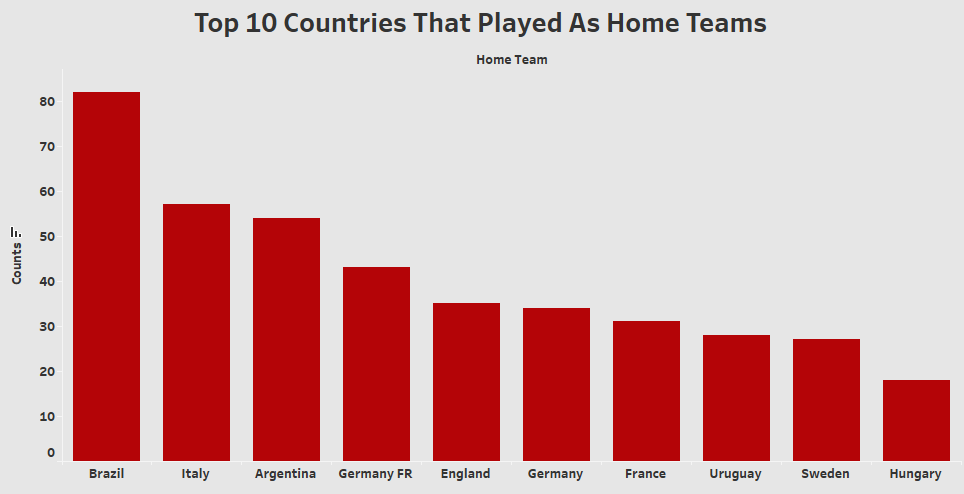 Top 10 Countries That Played As Home Teams
Home Team
Counts
80
70
60
50
40
30
20
10
0
Brazil Italy Argentina Germany FR England Germany France Uruguay Sweden Hungary